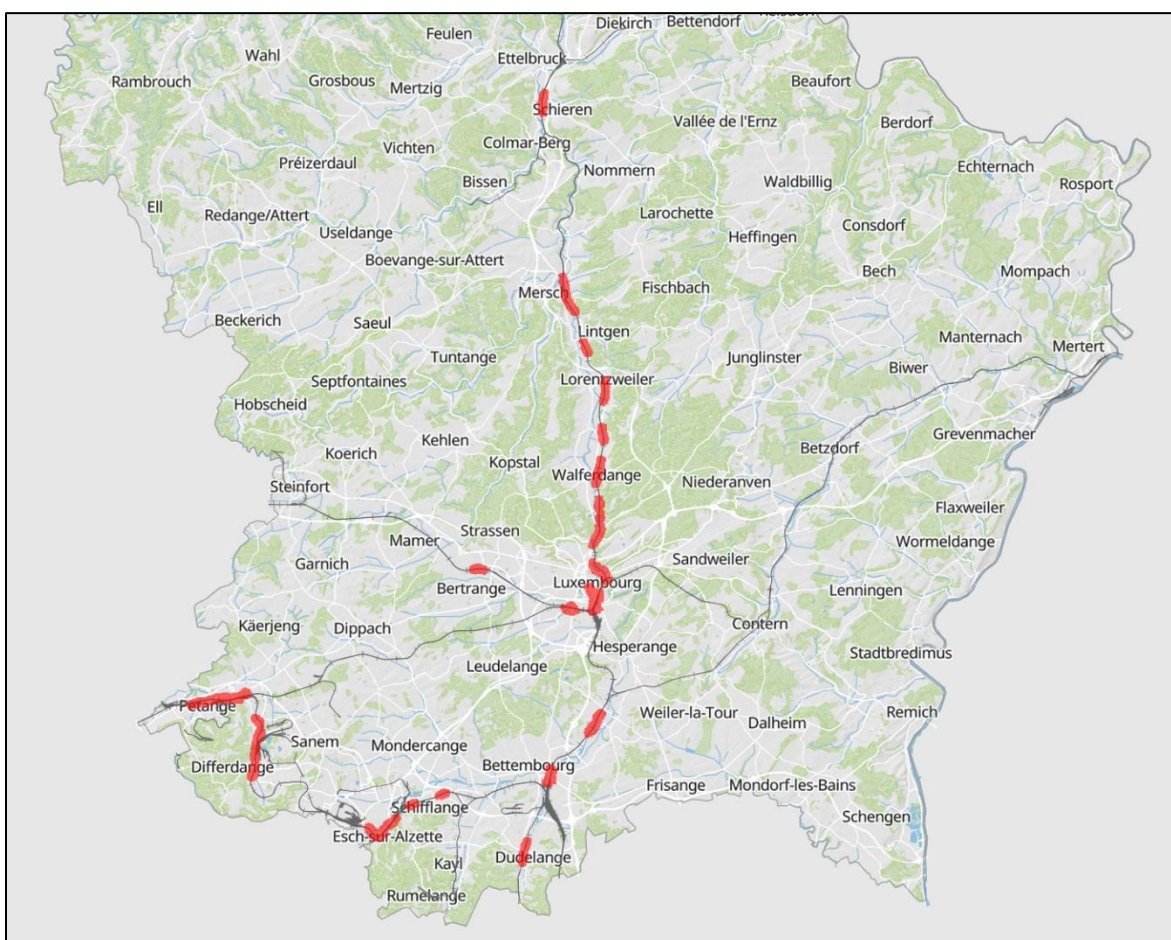 Diekirch
Bettendorf
Feulen
Wahl
Ettelbruck
Rambrouch
Grosbous
Mertzig
Beaufort
Schieren
Vallée de l'Ernz
Berdorf
Colmar-Berg
Vichten
Préizerdaul
Nommern
Echternach
Bissen
Waldbillig
Rosport
Ell
Redange/Attert
Larochette
Consdorf
Useldange
Heffingen
Boevange-sur-Attert
Bech
Mompach
Mersch
Fischbach
Beckerich
Saeul
Lintgen
Manternach
Mertert
Tuntange
Junglinster
Biwer
Septfontaines
Lorentzweiler
Hobscheid
Grevenmacher
Kehlen
Betzdorf
Koerich
Kopstal
Walferdange
Niederanven
Steinfort
Flaxweiler
Strassen
Mamer
Wormeldange
Garnich
Sandweiler
Bertrange
Luxembourg
Lenningen
Käerjeng
Dippach
Contern
Hesperange
Stadtbredimus
Leudelange
Pétange
Weiler-la-Tour
Remich
Dalheim
Sanem
Mondercange
Differdange
Bettembourg
Frisange
Mondorf-les-Bains
Schifflange
Schengen
Esch-sur-Alzette
Kayl
Dudelange
Rumelange